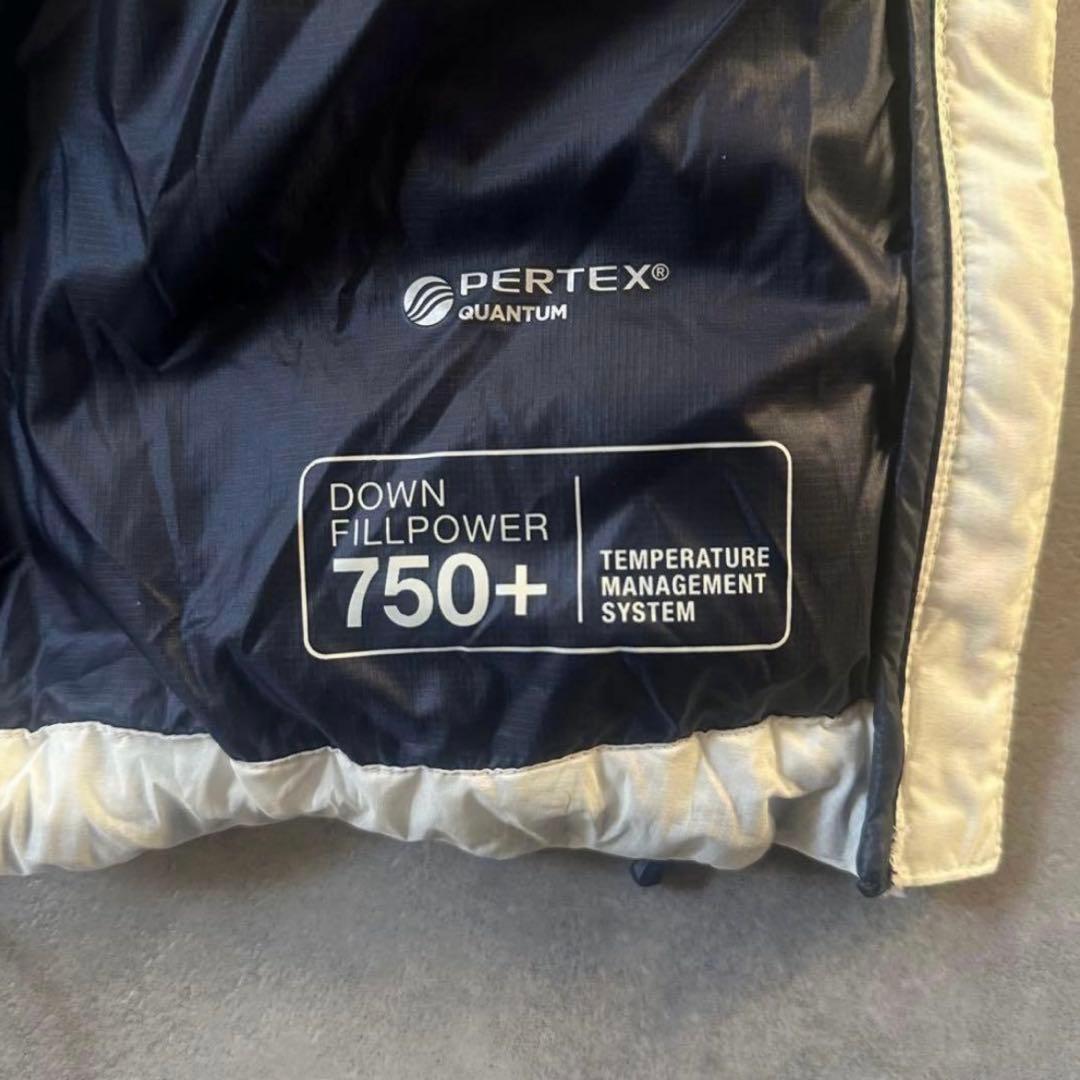 PERTEX®
QUANTUM
DOWN
FILLPOWER
750+
TEMPERATURE
MANAGEMENT
SYSTEM